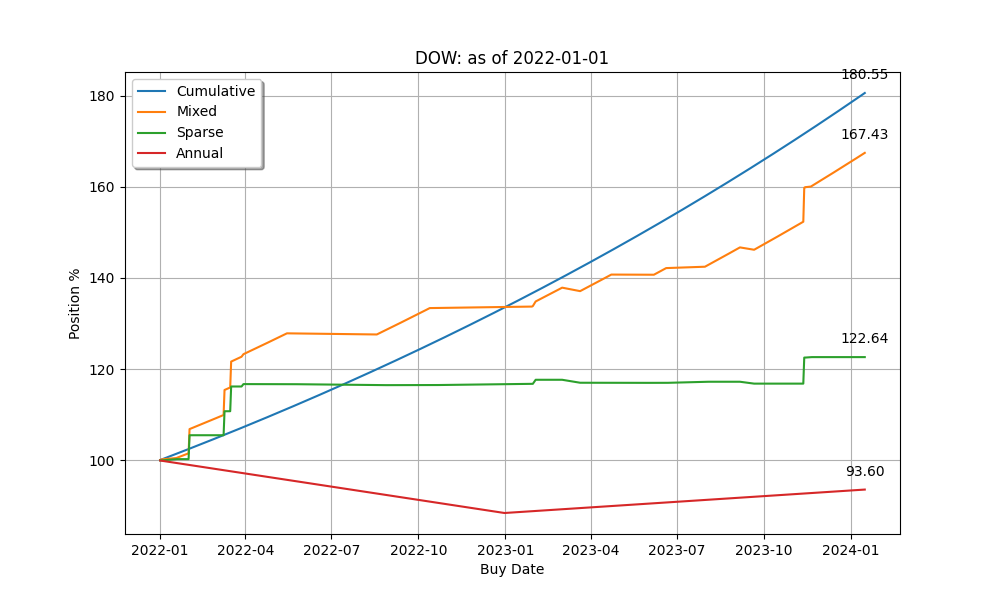 DOW: as of 2022-01-01
Cumulative
Mixed
Sparse
Annual
180.55
167.43
122.64
93.60
180
160
140
120
100
Position %
2022-01 2022-04 2022-07 2022-10 2023-01 2023-04 2023-07 2023-10 2024-01
Buy Date